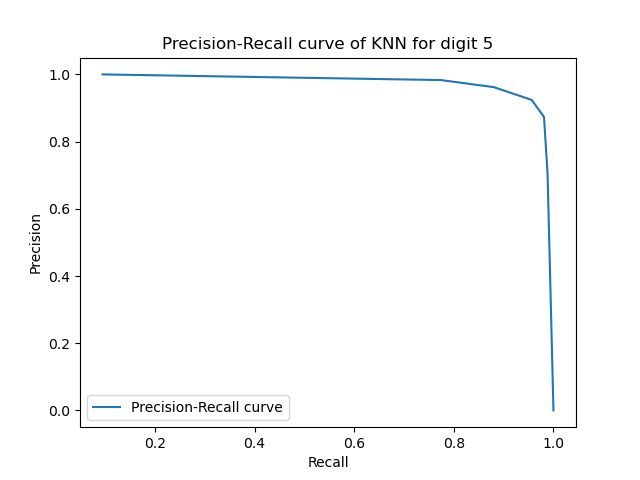 Precision-Recall curve of KNN for digit 5
1.0
0.8
0.6
0.4
0.2
0.0
Precision
Precision-Recall curve
0.2 0.4 0.6 0.8 1.0
Recall